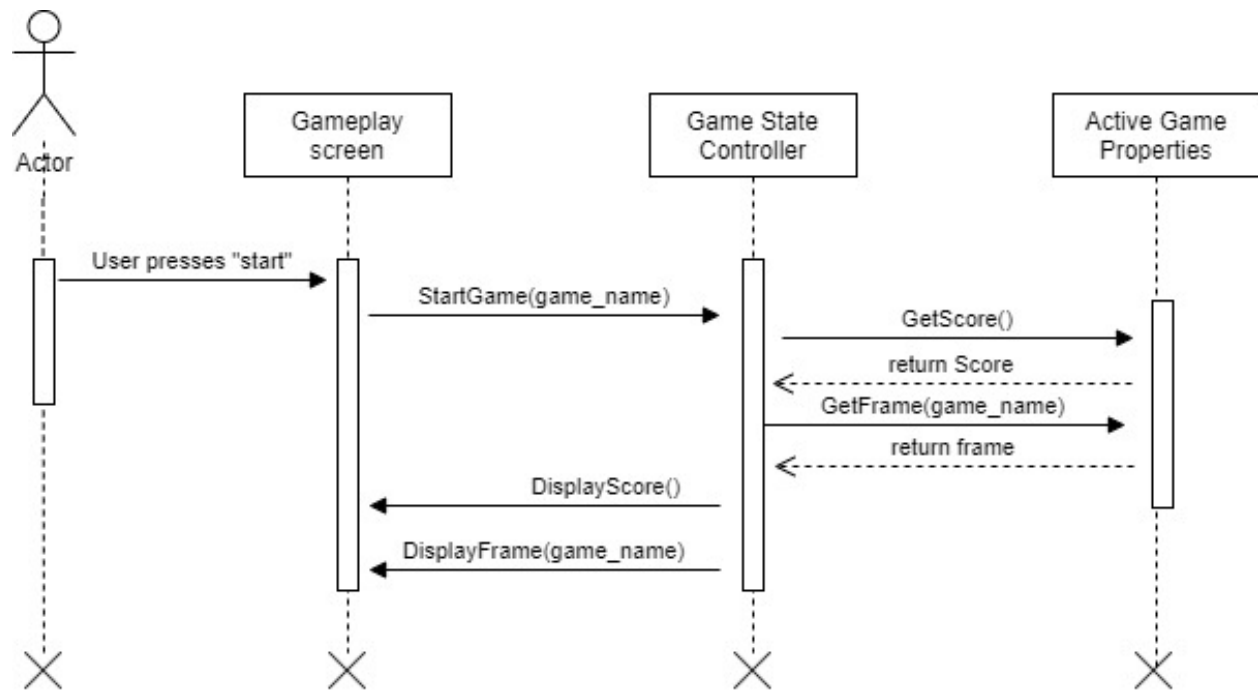 Actor
Gameplay
screen
Game State
Controller
Active Game
Properties
User presses "start"
StartGame(game_name)
GetScore()
return Score
GetFrame(game_name)
return frame
DisplayScore()
DisplayFrame(game_name)